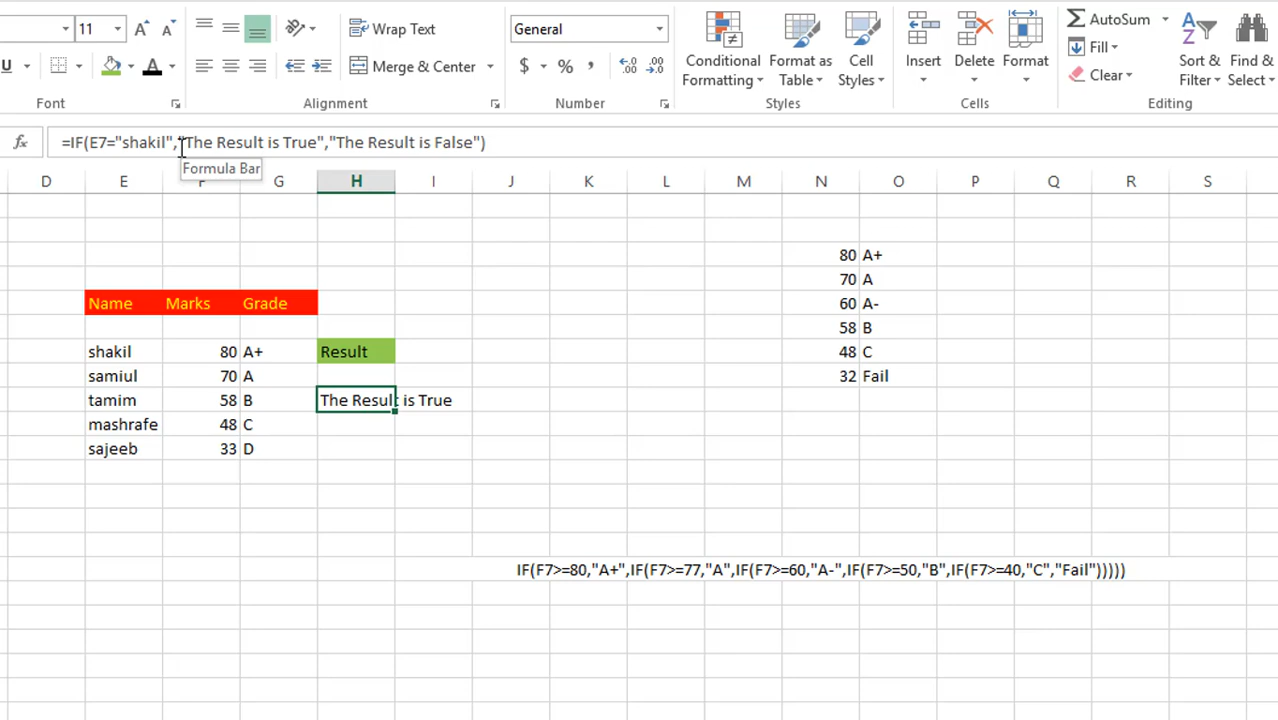 11 A A Wrap Text General AutoSum
U A Merge & Center $ % , Conditional Formatting Format as Table Cell Styles Insert Delete Format Fill Clear Sort & Filter Find & Select
Font Alignment Number Styles Cells Editing
fx =IF(E7="shakil","The Result is True","The Result is False")
Formula Bar
D E F G H I J K L M N O P Q R S
80 A+
70 A
Name Marks Grade 60 A-
58 B
shakil 80 A+ Result 48 C
samiul 70 A 32 Fail
tamim 58 B The Result is True
mashrafe 48 C
sajeeb 33 D
IF(F7>=80,"A+",IF(F7>=77,"A",IF(F7>=60,"A-",IF(F7>=50,"B",IF(F7>=40,"C","Fail")))))